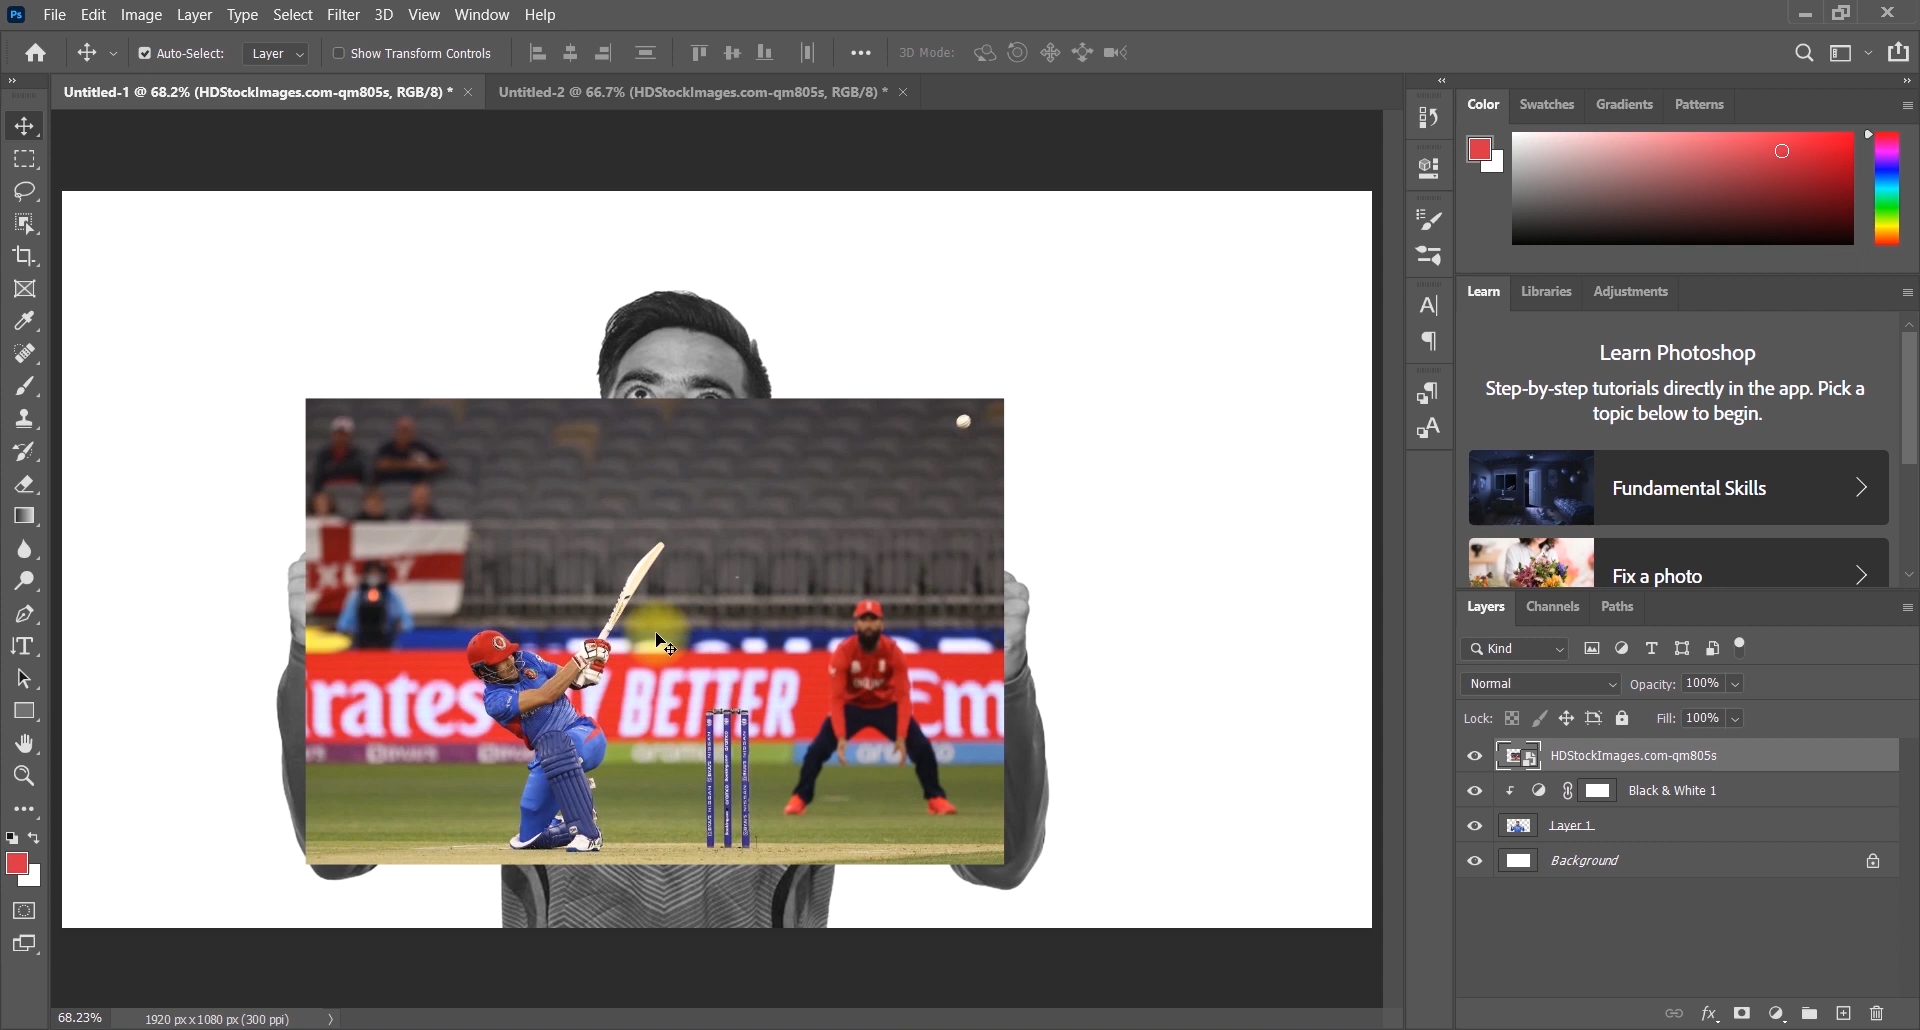 Ps File Edit Image Layer Type Select Filter 3D View Window Help
Auto-Select: Layer Show Transform Controls 3D Mode:
Untitled-1 @ 68.2% (HDStockImages.com-qm805s, RGB/8) * Untitled-2 @ 66.7% (HDStockImages.com-qm805s, RGB/8) *
Color Swatches Gradients Patterns
Learn Libraries Adjustments
Learn Photoshop
Step-by-step tutorials directly in the app. Pick a
topic below to begin.
Fundamental Skills
Fix a photo
Layers Channels Paths
Kind
Normal Opacity: 100%
Lock: Fill: 100%
HDStockImages.com-qm805s
Black & White 1
Layer 1
Background
XLEY
irates Y BETTER Em
aramco
68.23% 1920 px x 1080 px (300 ppi)